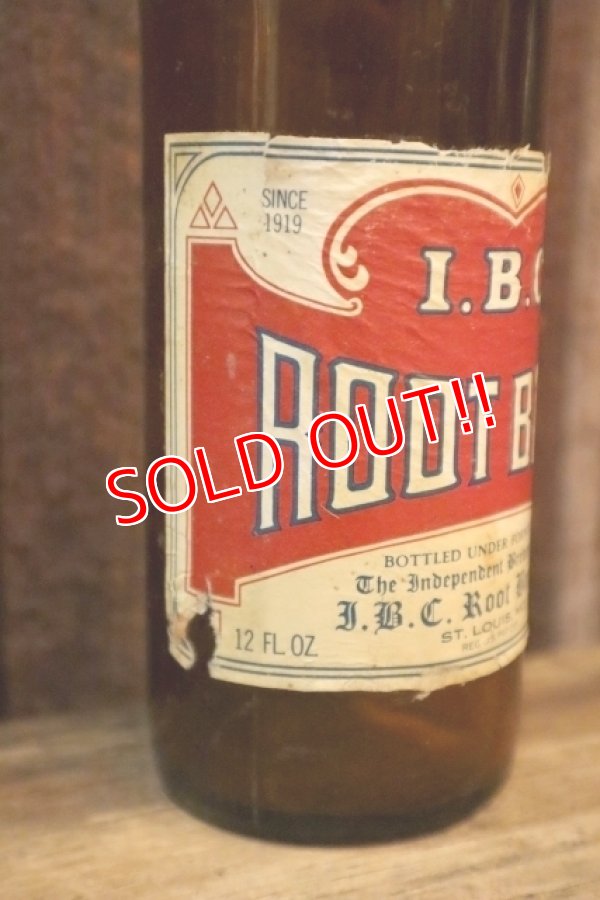 SINCE
1919
I.B.
ROOT
SOLD OUT!!
BOTTLED UNDER
The Independent
I.B.C. Root
ST. LOUIS
12 FL. OZ